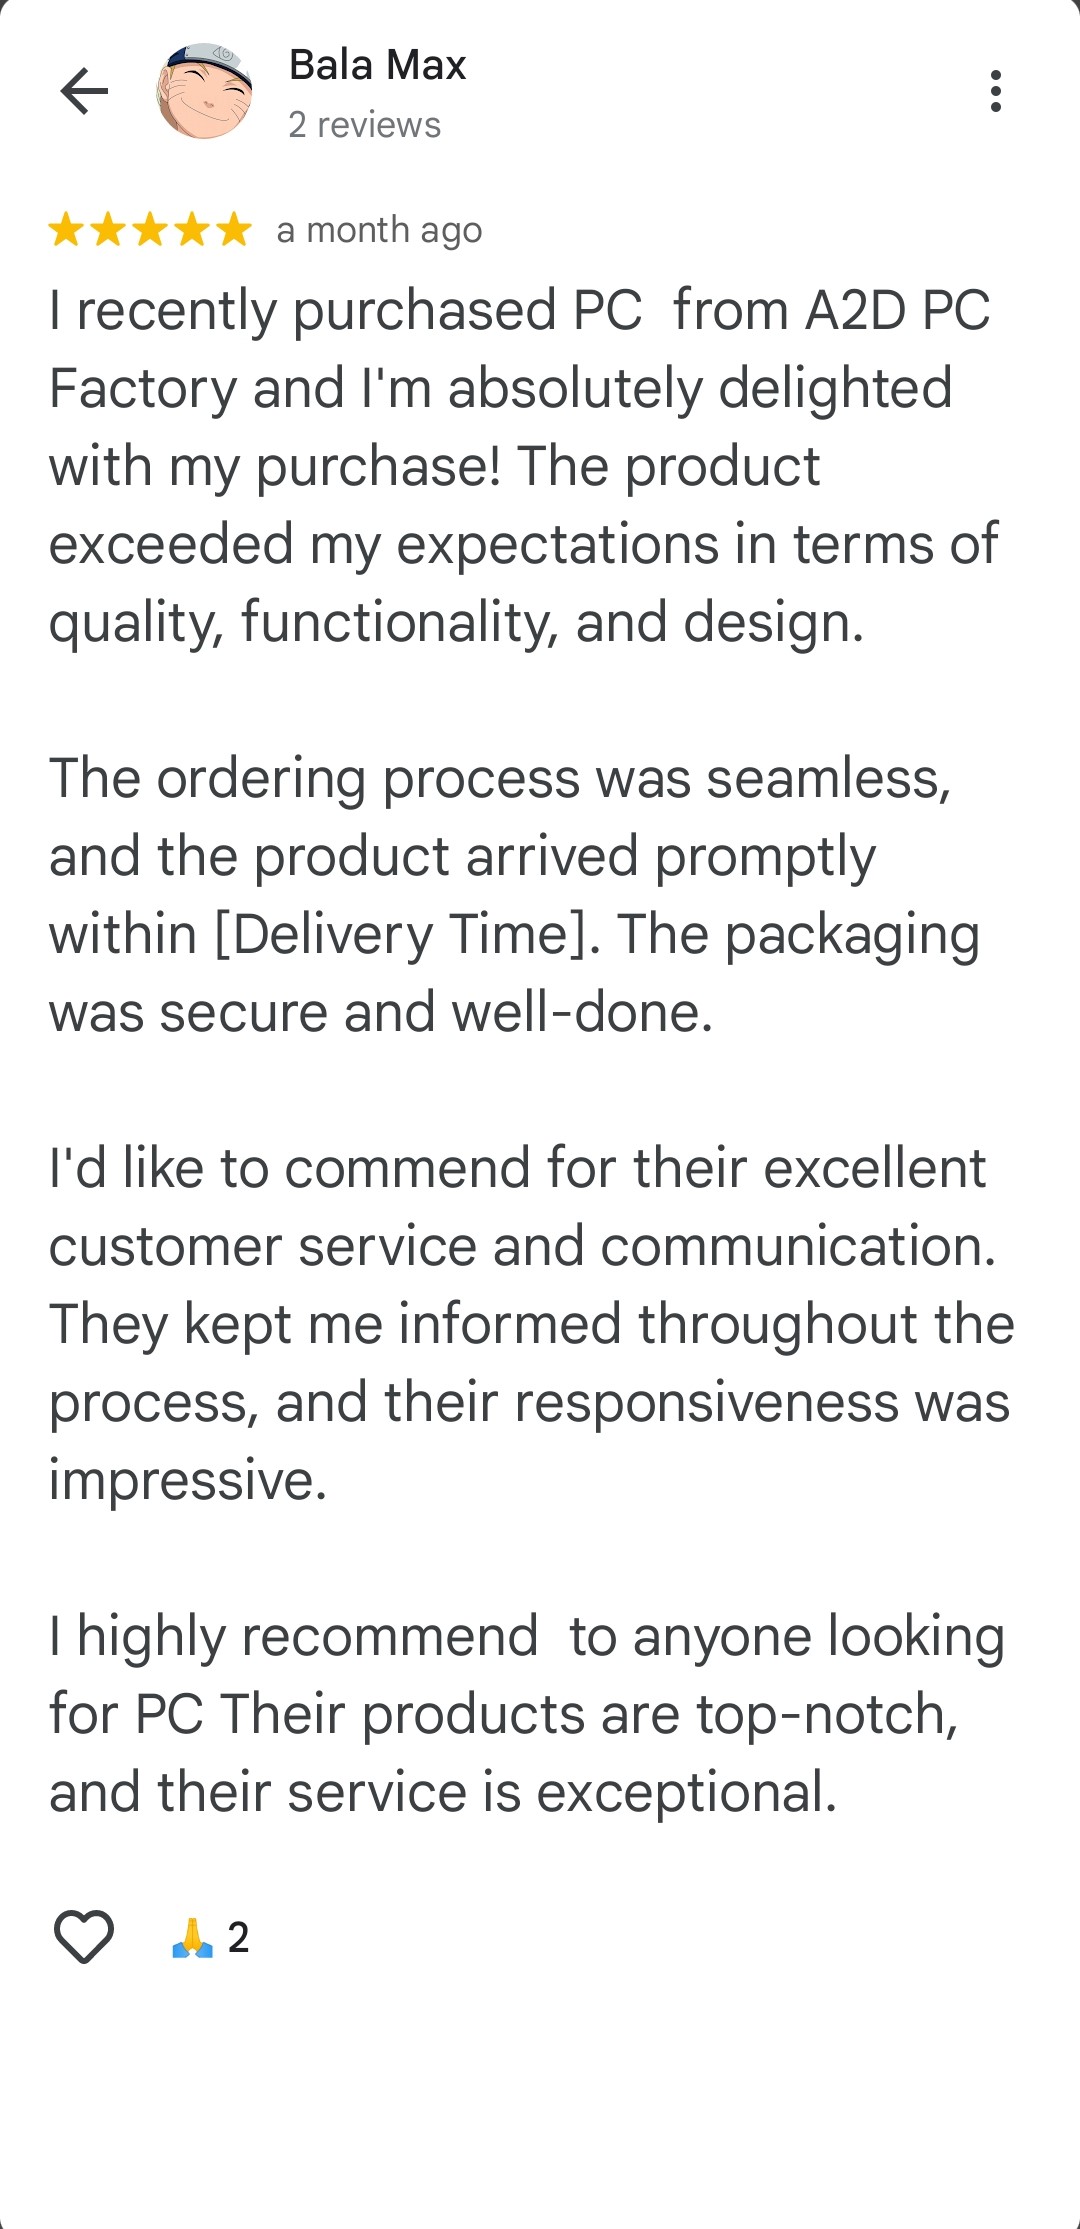 Bala Max
2 reviews
a month ago
I recently purchased PC  from A2D PC
Factory and I'm absolutely delighted
with my purchase! The product
exceeded my expectations in terms of
quality, functionality, and design.
The ordering process was seamless,
and the product arrived promptly
within [Delivery Time]. The packaging
was secure and well-done.
I'd like to commend for their excellent
customer service and communication.
They kept me informed throughout the
process, and their responsiveness was
impressive.
I highly recommend  to anyone looking
for PC Their products are top-notch,
and their service is exceptional.
🙏 2